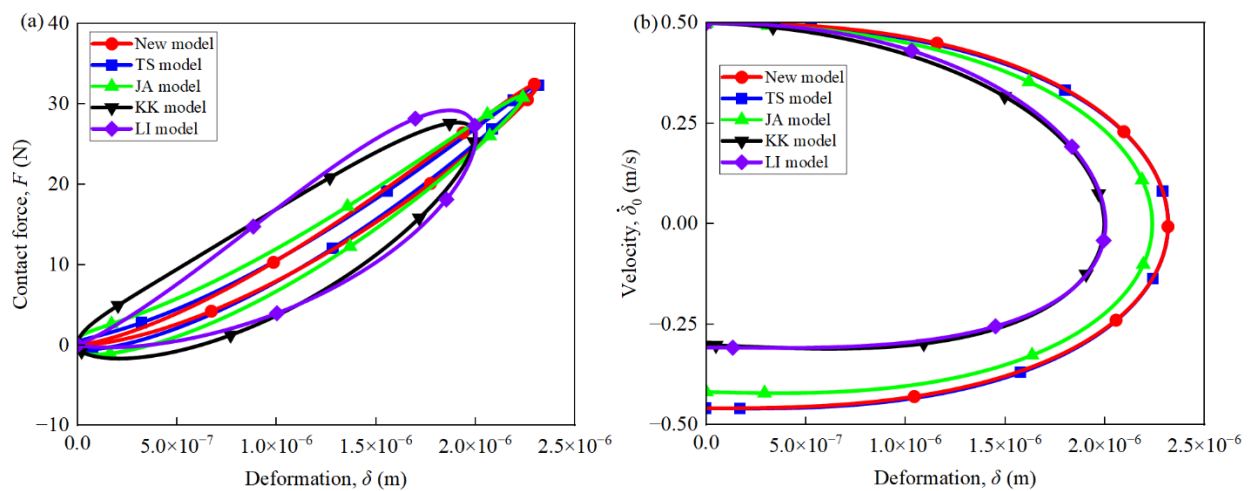 (a)
40
30
20
10
0
−10
Contact force, F (N)
New model
TS model
JA model
KK model
LI model
0.0
5.0×10⁻⁷
1.0×10⁻⁶
1.5×10⁻⁶
2.0×10⁻⁶
2.5×10⁻⁶
Deformation, δ (m)
(b)
0.50
0.25
0.00
−0.25
−0.50
Velocity, δ̇₀ (m/s)
New model
TS model
JA model
KK model
LI model
0.0
5.0×10⁻⁷
1.0×10⁻⁶
1.5×10⁻⁶
2.0×10⁻⁶
2.5×10⁻⁶
Deformation, δ (m)